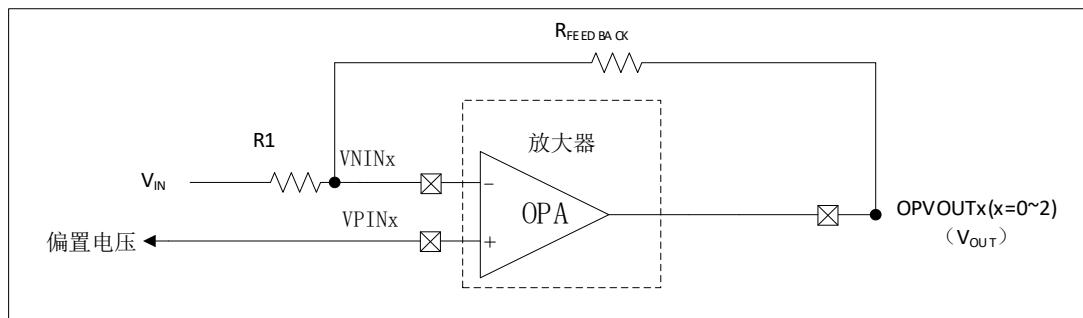 RFEEDBACK
放大器
R1
VNINx
VIN
OPA
-
+
VPINx
偏置电压
OPVOUTx(x=0~2)
（VOUT）